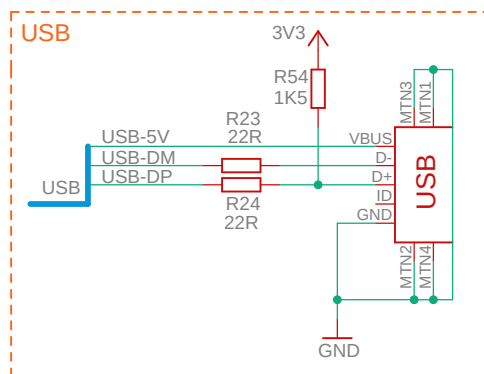 USB
3V3
R54
1K5
MTN3
MTN1
R23
22R
USB-5V
VBUS
USB-DM
D-
USB-DP
D+
USB
USB
ID
R24
22R
GND
MTN2
MTN4
GND